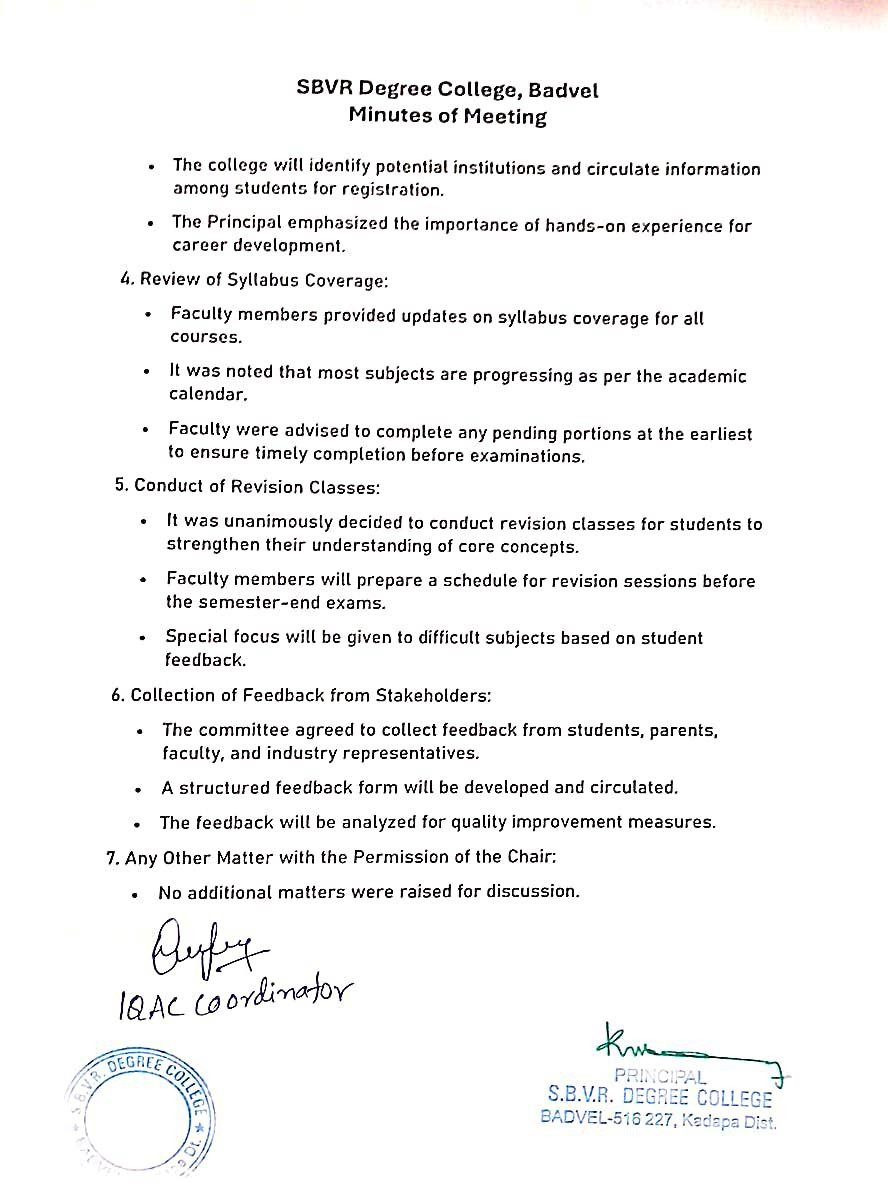 SBVR Degree College, Badvel
Minutes of Meeting
• The college will identify potential institutions and circulate information
among students for registration.
• The Principal emphasized the importance of hands-on experience for
career development.
4. Review of Syllabus Coverage:
• Faculty members provided updates on syllabus coverage for all
courses.
• It was noted that most subjects are progressing as per the academic
calendar.
• Faculty were advised to complete any pending portions at the earliest
to ensure timely completion before examinations.
5. Conduct of Revision Classes:
• It was unanimously decided to conduct revision classes for students to
strengthen their understanding of core concepts.
• Faculty members will prepare a schedule for revision sessions before
the semester-end exams.
• Special focus will be given to difficult subjects based on student
feedback.
6. Collection of Feedback from Stakeholders:
• The committee agreed to collect feedback from students, parents,
faculty, and industry representatives.
• A structured feedback form will be developed and circulated.
• The feedback will be analyzed for quality improvement measures.
7. Any Other Matter with the Permission of the Chair:
• No additional matters were raised for discussion.
IQAC Coordinator
S.B.V.R. DEGREE COLLEGE
PRINCIPAL
S.B.V.R. DEGREE COLLEGE
BADVEL-516 227, Kadapa Dist.